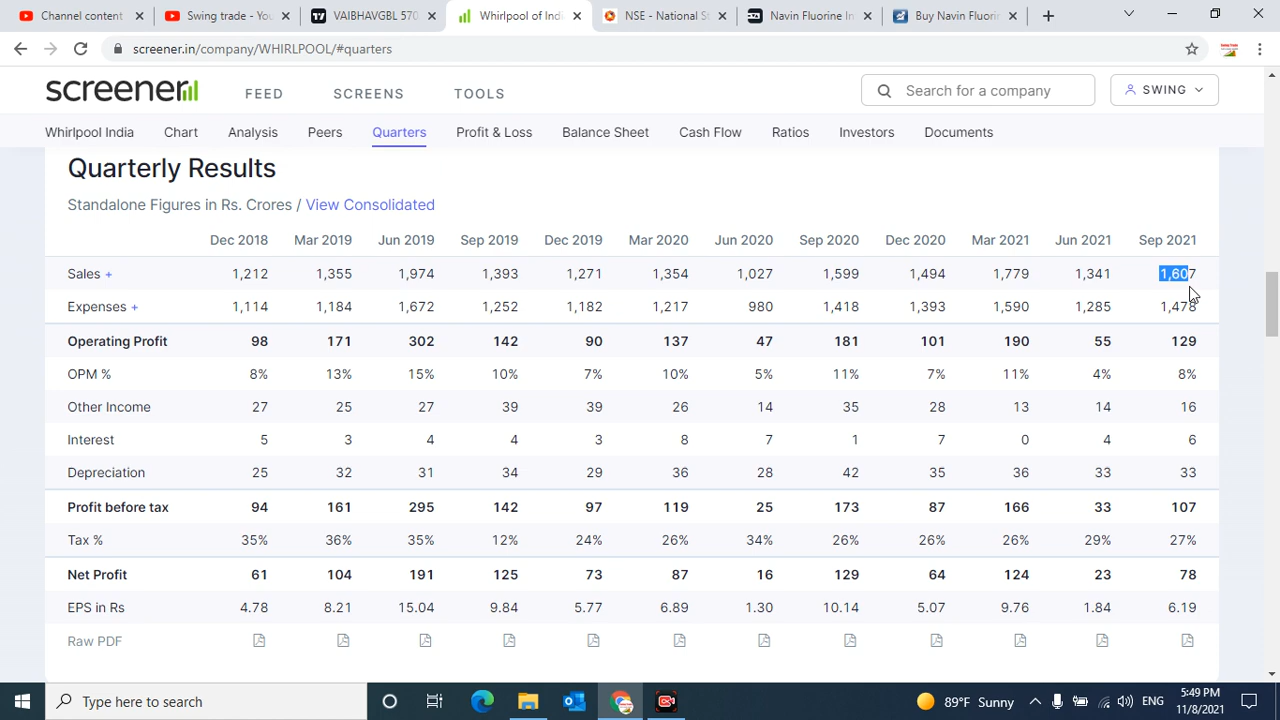 Channel content
Swing trade - You
VAIBHAVGBL 570
Whirlpool of Indi
NSE - National St
Navin Fluorine In
Buy Navin Fluorin
screener.in/company/WHIRLPOOL/#quarters
screener
FEED SCREENS TOOLS
Search for a company
SWING
Whirlpool India Chart Analysis Peers Quarters Profit & Loss Balance Sheet Cash Flow Ratios Investors Documents
Quarterly Results
Standalone Figures in Rs. Crores / View Consolidated
Dec 2018 Mar 2019 Jun 2019 Sep 2019 Dec 2019 Mar 2020 Jun 2020 Sep 2020 Dec 2020 Mar 2021 Jun 2021 Sep 2021
Sales + 1,212 1,355 1,974 1,393 1,271 1,354 1,027 1,599 1,494 1,779 1,341 1,607
Expenses + 1,114 1,184 1,672 1,252 1,182 1,217 980 1,418 1,393 1,590 1,285 1,478
Operating Profit 98 171 302 142 90 137 47 181 101 190 55 129
OPM % 8% 13% 15% 10% 7% 10% 5% 11% 7% 11% 4% 8%
Other Income 27 25 27 39 39 26 14 35 28 13 14 16
Interest 5 3 4 4 3 8 7 1 7 0 4 6
Depreciation 25 32 31 34 29 36 28 42 35 36 33 33
Profit before tax 94 161 295 142 97 119 25 173 87 166 33 107
Tax % 35% 36% 35% 12% 24% 26% 34% 26% 26% 26% 29% 27%
Net Profit 61 104 191 125 73 87 16 129 64 124 23 78
EPS in Rs 4.78 8.21 15.04 9.84 5.77 6.89 1.30 10.14 5.07 9.76 1.84 6.19
Raw PDF
Type here to search
89°F Sunny
ENG
5:49 PM
11/8/2021